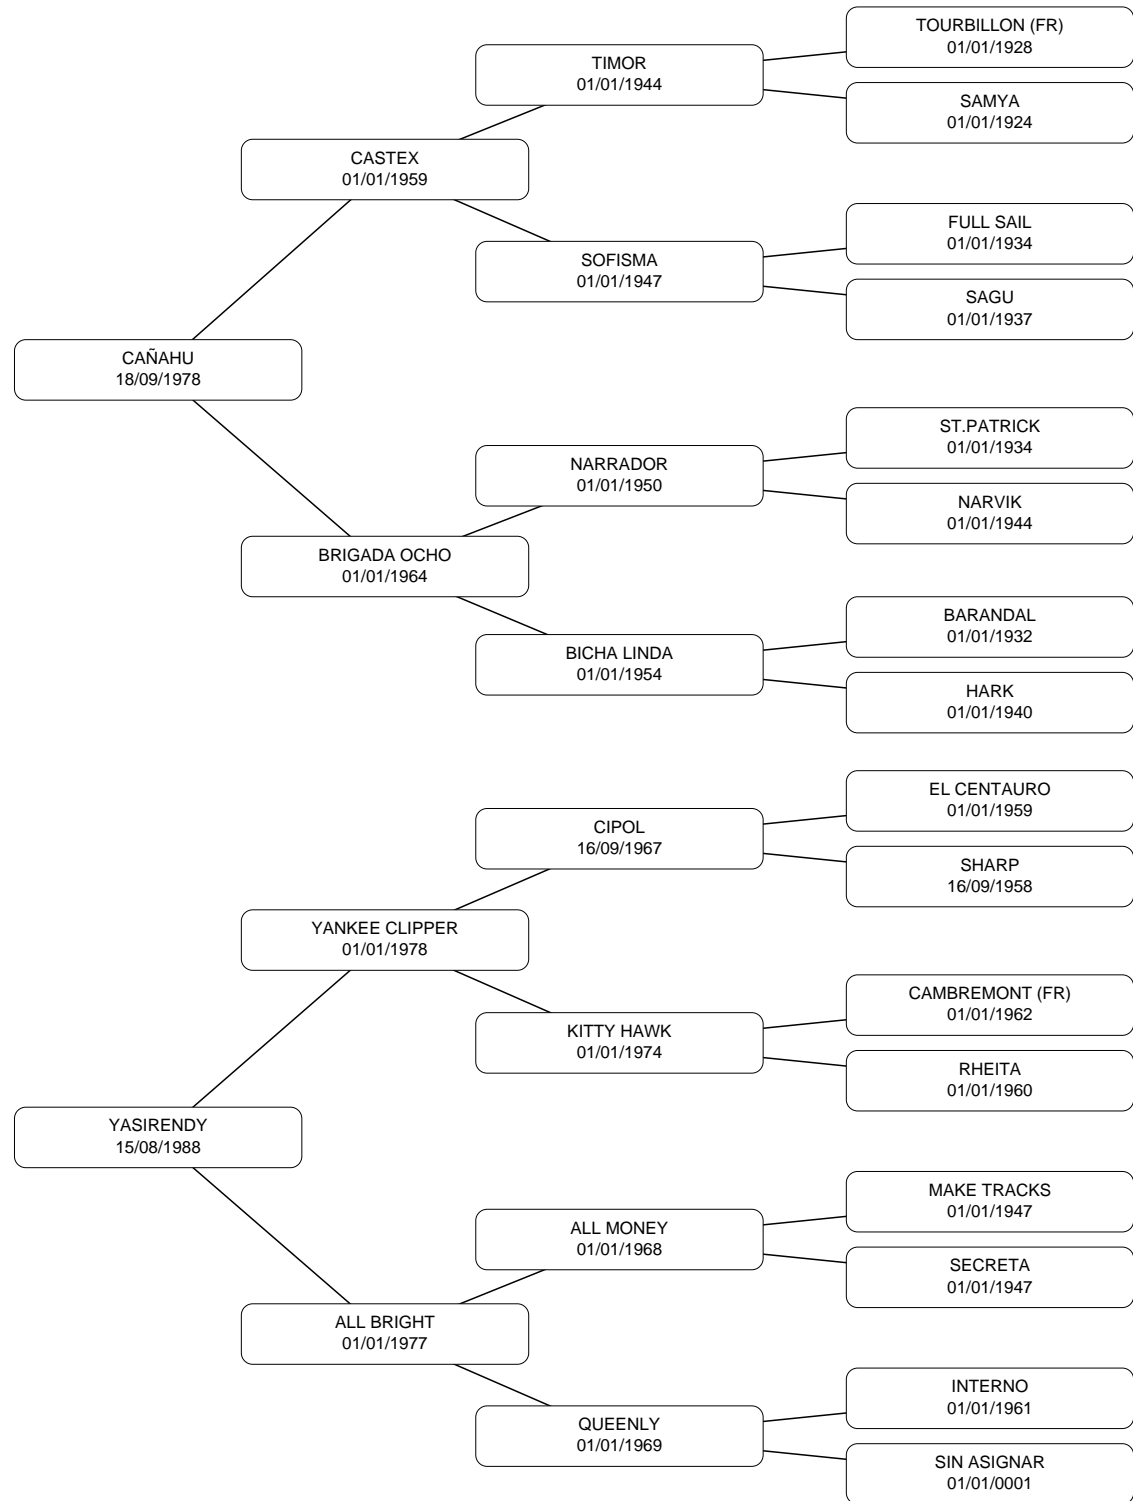 TOURBILLON (FR)
01/01/1928
TIMOR
01/01/1944
SAMYA
01/01/1924
CASTEX
01/01/1959
FULL SAIL
01/01/1934
SOFISMA
01/01/1947
SAGU
01/01/1937
CAÑAHU
18/09/1978
ST.PATRICK
01/01/1934
NARRADOR
01/01/1950
NARVIK
01/01/1944
BRIGADA OCHO
01/01/1964
BARANDAL
01/01/1932
BICHA LINDA
01/01/1954
HARK
01/01/1940
EL CENTAURO
01/01/1959
CIPOL
16/09/1967
SHARP
16/09/1958
YANKEE CLIPPER
01/01/1978
CAMBREMONT (FR)
01/01/1962
KITTY HAWK
01/01/1974
RHEITA
01/01/1960
YASIRENDY
15/08/1988
MAKE TRACKS
01/01/1947
ALL MONEY
01/01/1968
SECRETA
01/01/1947
ALL BRIGHT
01/01/1977
INTERNO
01/01/1961
QUEENLY
01/01/1969
SIN ASIGNAR
01/01/0001